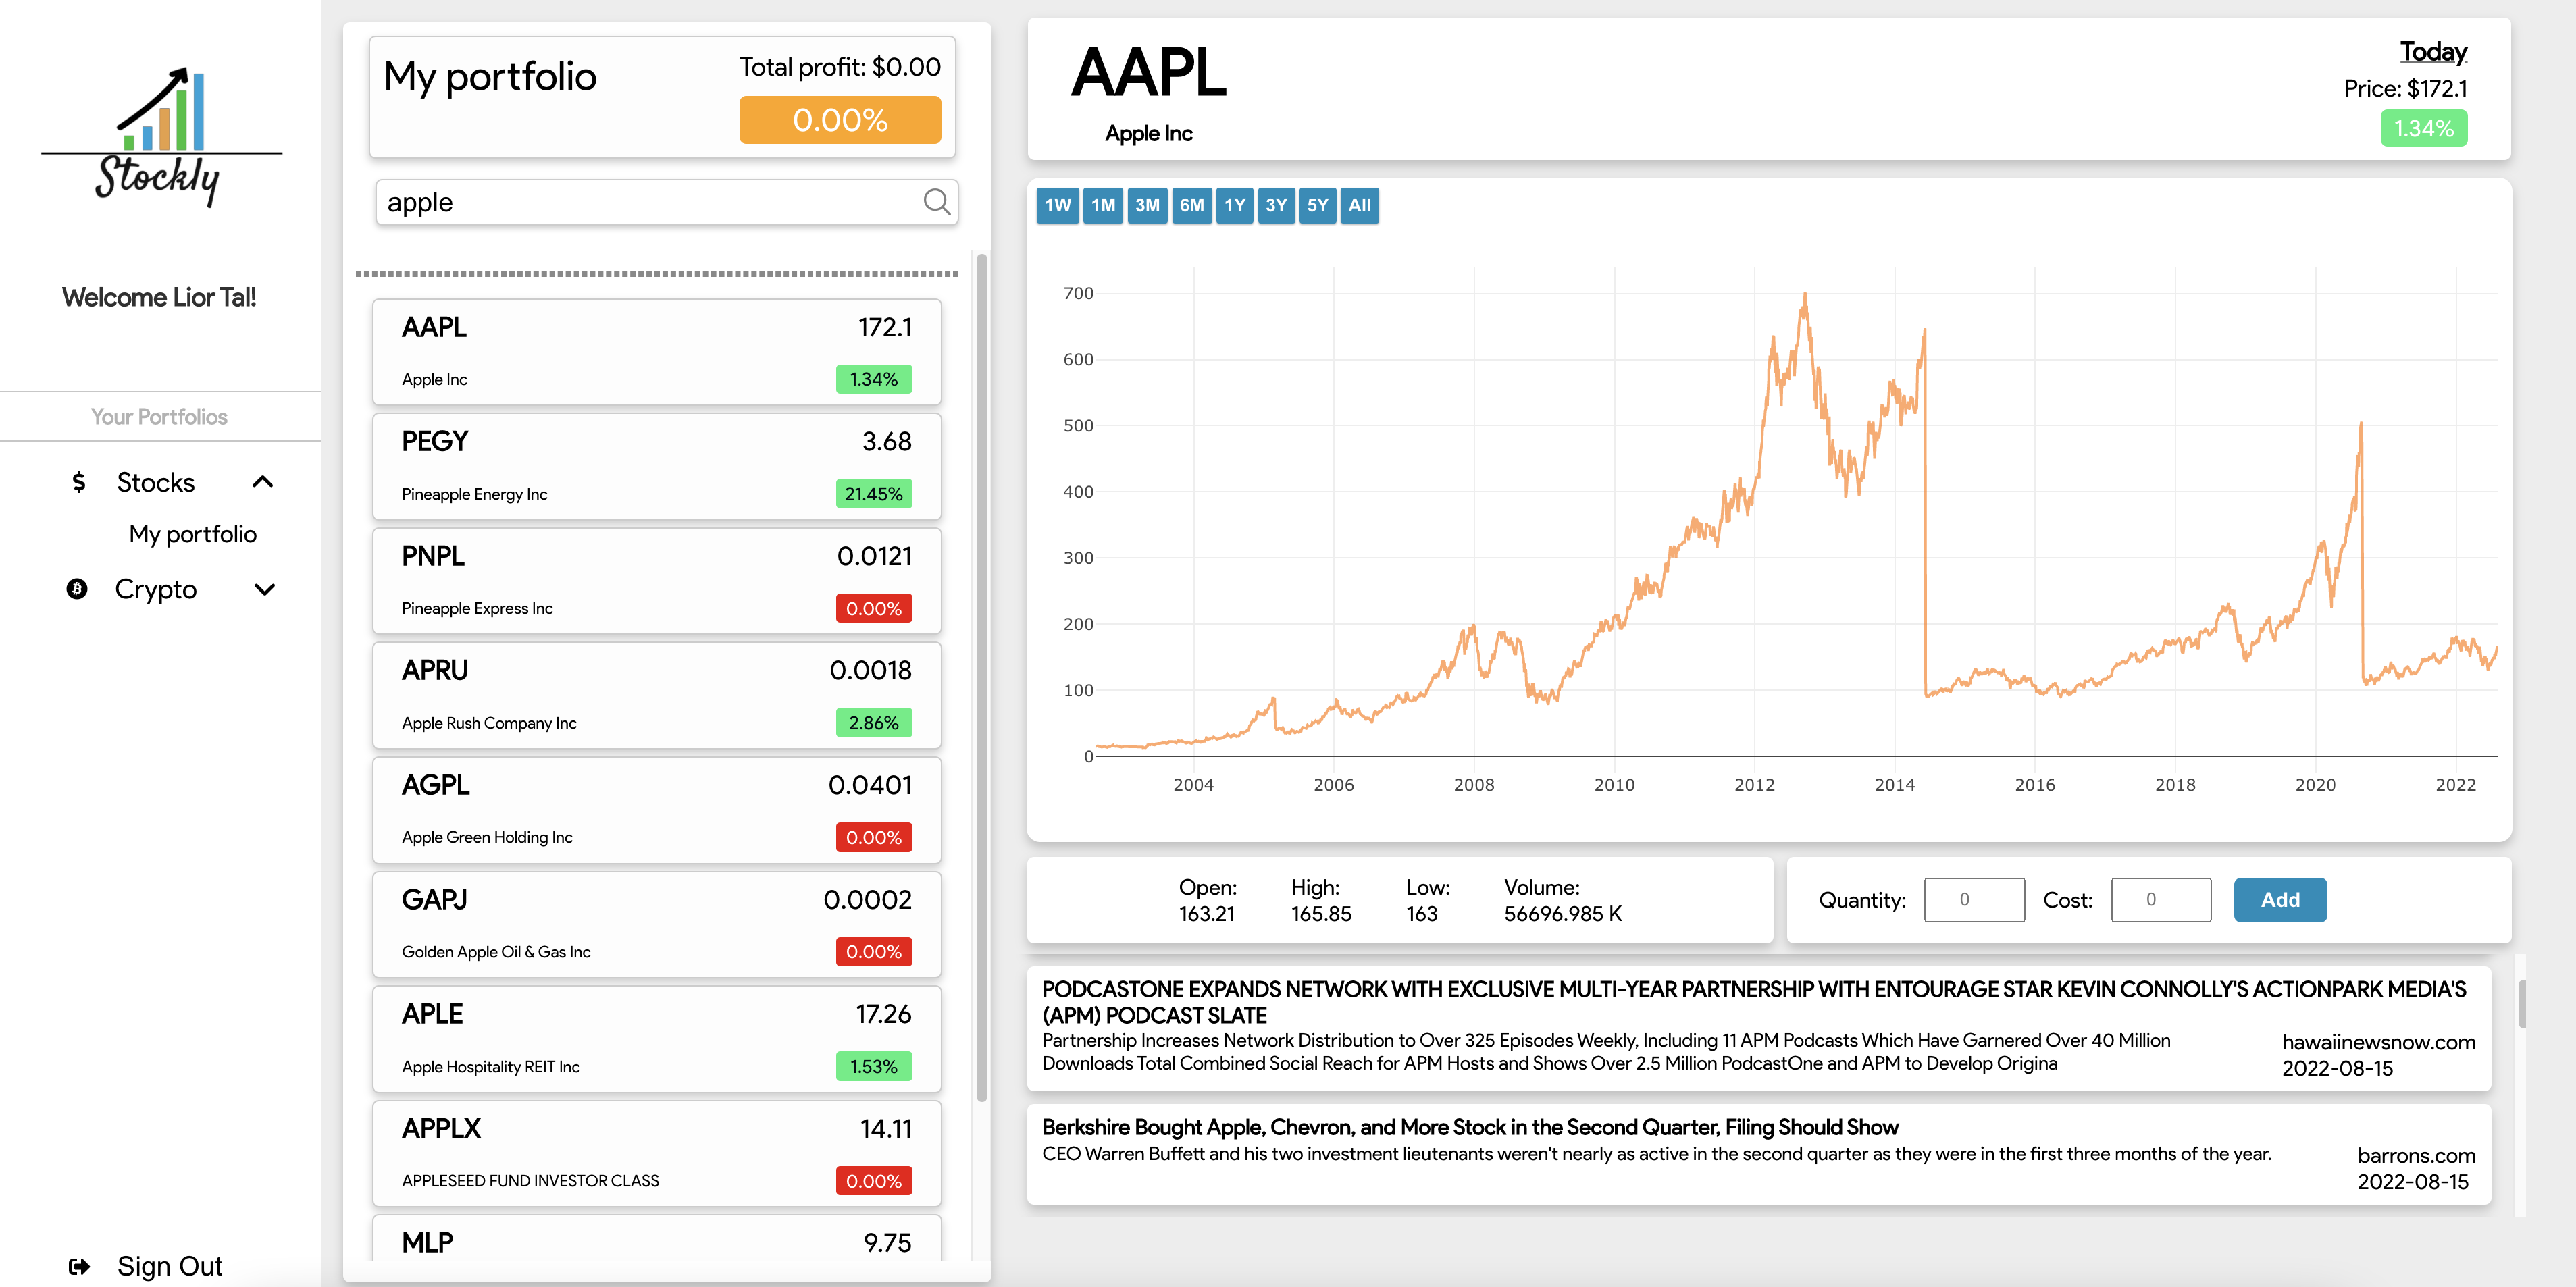 Stockly
Welcome Lior Tal!
Your Portfolios
$ Stocks
My portfolio
Crypto
Sign Out
My portfolio
Total profit: $0.00
0.00%
apple
AAPL 172.1
Apple Inc 1.34%
PEGY 3.68
Pineapple Energy Inc 21.45%
PNPL 0.0121
Pineapple Express Inc 0.00%
APRU 0.0018
Apple Rush Company Inc 2.86%
AGPL 0.0401
Apple Green Holding Inc 0.00%
GAPJ 0.0002
Golden Apple Oil & Gas Inc 0.00%
APLE 17.26
Apple Hospitality REIT Inc 1.53%
APPLX 14.11
APPLESEED FUND INVESTOR CLASS 0.00%
MLP 9.75
AAPL
Apple Inc
Today
Price: $172.1
1.34%
1W 1M 3M 6M 1Y 3Y 5Y All
700
600
500
400
300
200
100
0
2004 2006 2008 2010 2012 2014 2016 2018 2020 2022
Open: High: Low: Volume:
163.21 165.85 163 56696.985 K
Quantity: 0 Cost: 0 Add
PODCASTONE EXPANDS NETWORK WITH EXCLUSIVE MULTI-YEAR PARTNERSHIP WITH ENTOURAGE STAR KEVIN CONNOLLY'S ACTIONPARK MEDIA'S
(APM) PODCAST SLATE
Partnership Increases Network Distribution to Over 325 Episodes Weekly, Including 11 APM Podcasts Which Have Garnered Over 40 Million
Downloads Total Combined Social Reach for APM Hosts and Shows Over 2.5 Million PodcastOne and APM to Develop Origina
hawaiinewsnow.com
2022-08-15
Berkshire Bought Apple, Chevron, and More Stock in the Second Quarter, Filing Should Show
CEO Warren Buffett and his two investment lieutenants weren't nearly as active in the second quarter as they were in the first three months of the year.
barrons.com
2022-08-15